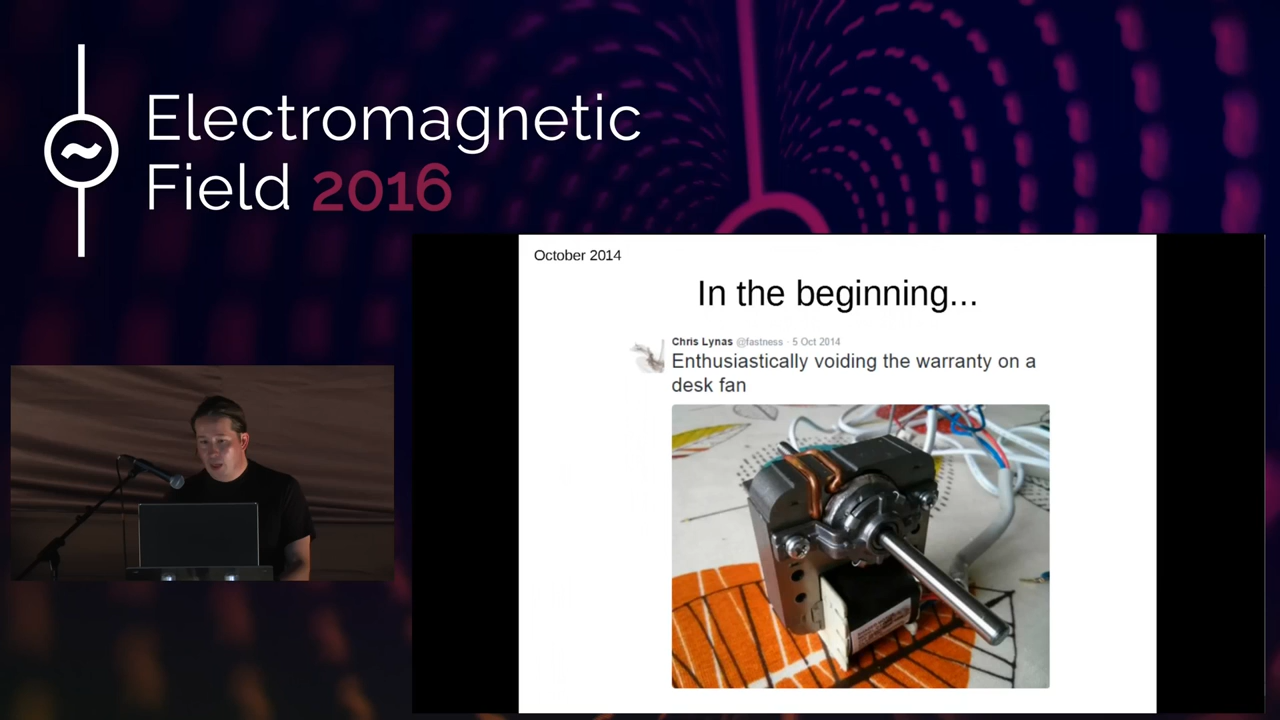 Electromagnetic
Field 2016
October 2014
In the beginning...
Chris Lynas @fastness · 5 Oct 2014
Enthusiastically voiding the warranty on a
desk fan